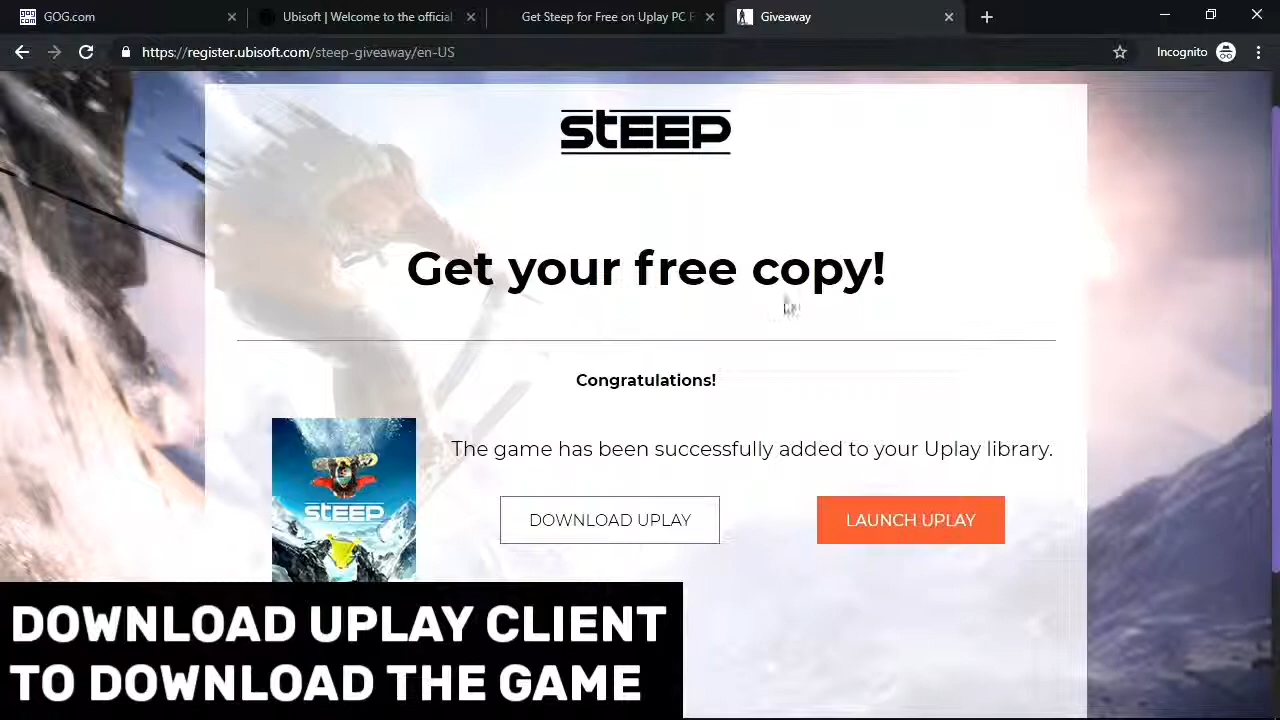 gog
com
GOG.com
Ubisoft | Welcome to the official
Get Steep for Free on Uplay PC F
Giveaway
https://register.ubisoft.com/steep-giveaway/en-US
Incognito
STEEP
Get your free copy!
Congratulations!
The game has been successfully added to your Uplay library.
STEEP
DOWNLOAD UPLAY
LAUNCH UPLAY
DOWNLOAD UPLAY CLIENT
TO DOWNLOAD THE GAME